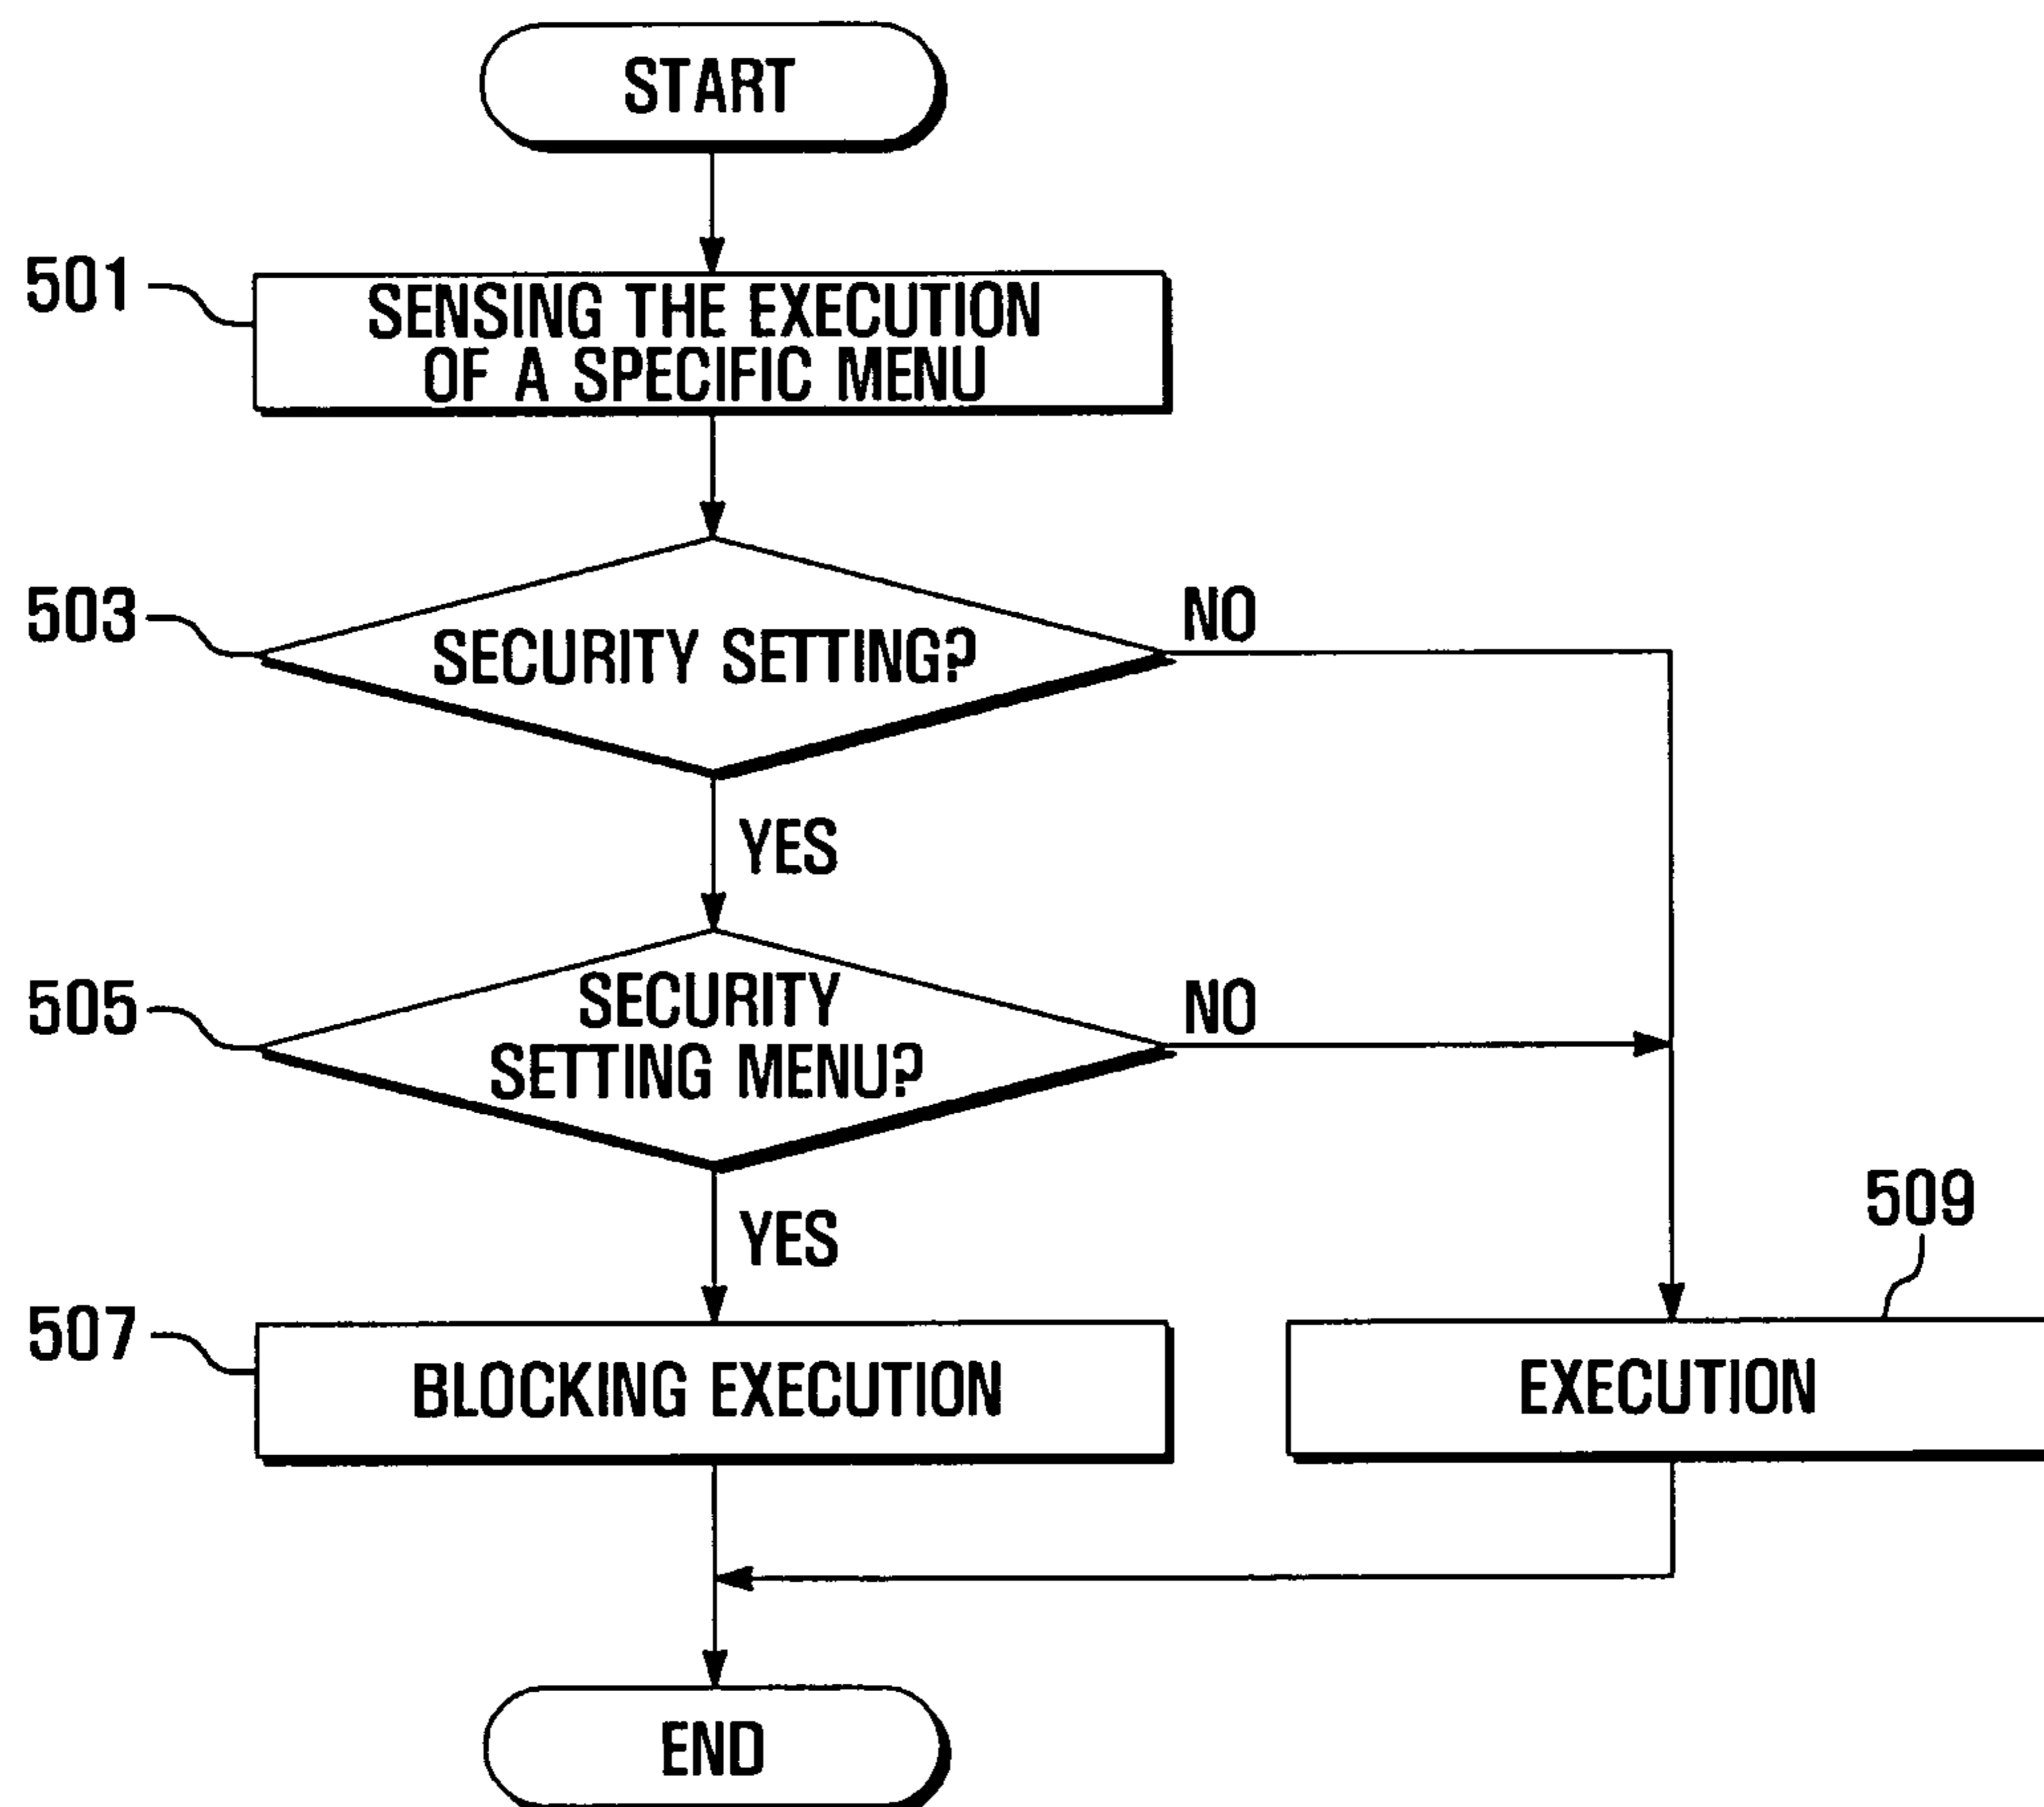 START
501
SENSING THE EXECUTION
OF A SPECIFIC MENU
503
SECURITY SETTING?
NO
YES
505
SECURITY
SETTING MENU?
NO
YES
509
507
BLOCKING EXECUTION
EXECUTION
END